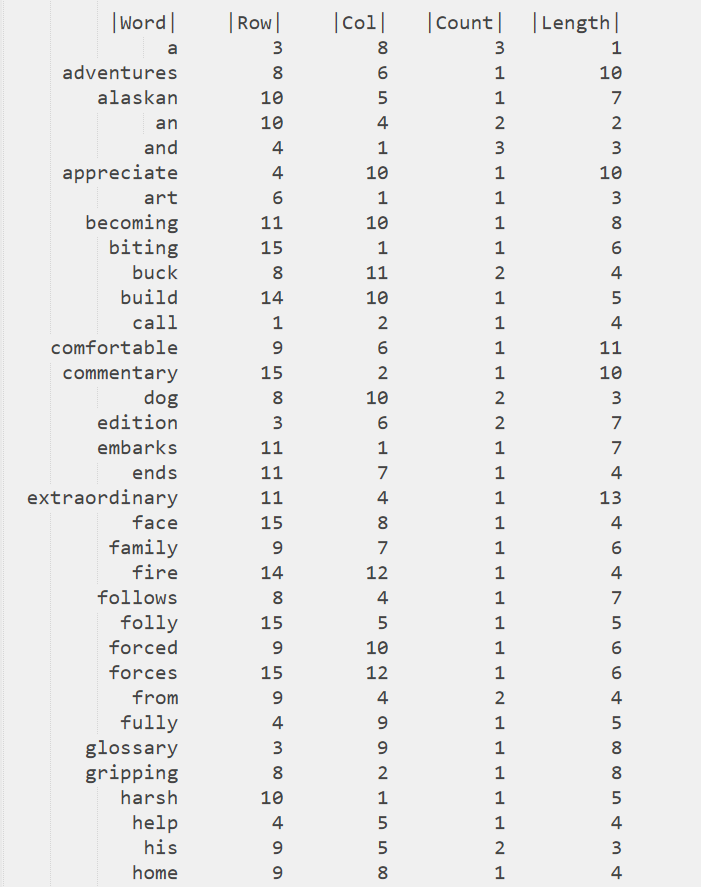 |Word| |Row| |Col| |Count| |Length|
a 3 8 3 1
adventures 8 6 1 10
alaskan 10 5 1 7
an 10 4 2 2
and 4 1 3 3
appreciate 4 10 1 10
art 6 1 1 3
becoming 11 10 1 8
biting 15 1 1 6
buck 8 11 2 4
build 14 10 1 5
call 1 2 1 4
comfortable 9 6 1 11
commentary 15 2 1 10
dog 8 10 2 3
edition 3 6 2 7
embarks 11 1 1 7
ends 11 7 1 4
extraordinary 11 4 1 13
face 15 8 1 4
family 9 7 1 6
fire 14 12 1 4
follows 8 4 1 7
folly 15 5 1 5
forced 9 10 1 6
forces 15 12 1 6
from 9 4 2 4
fully 4 9 1 5
glossary 3 9 1 8
gripping 8 2 1 8
harsh 10 1 1 5
help 4 5 1 4
his 9 5 2 3
home 9 8 1 4